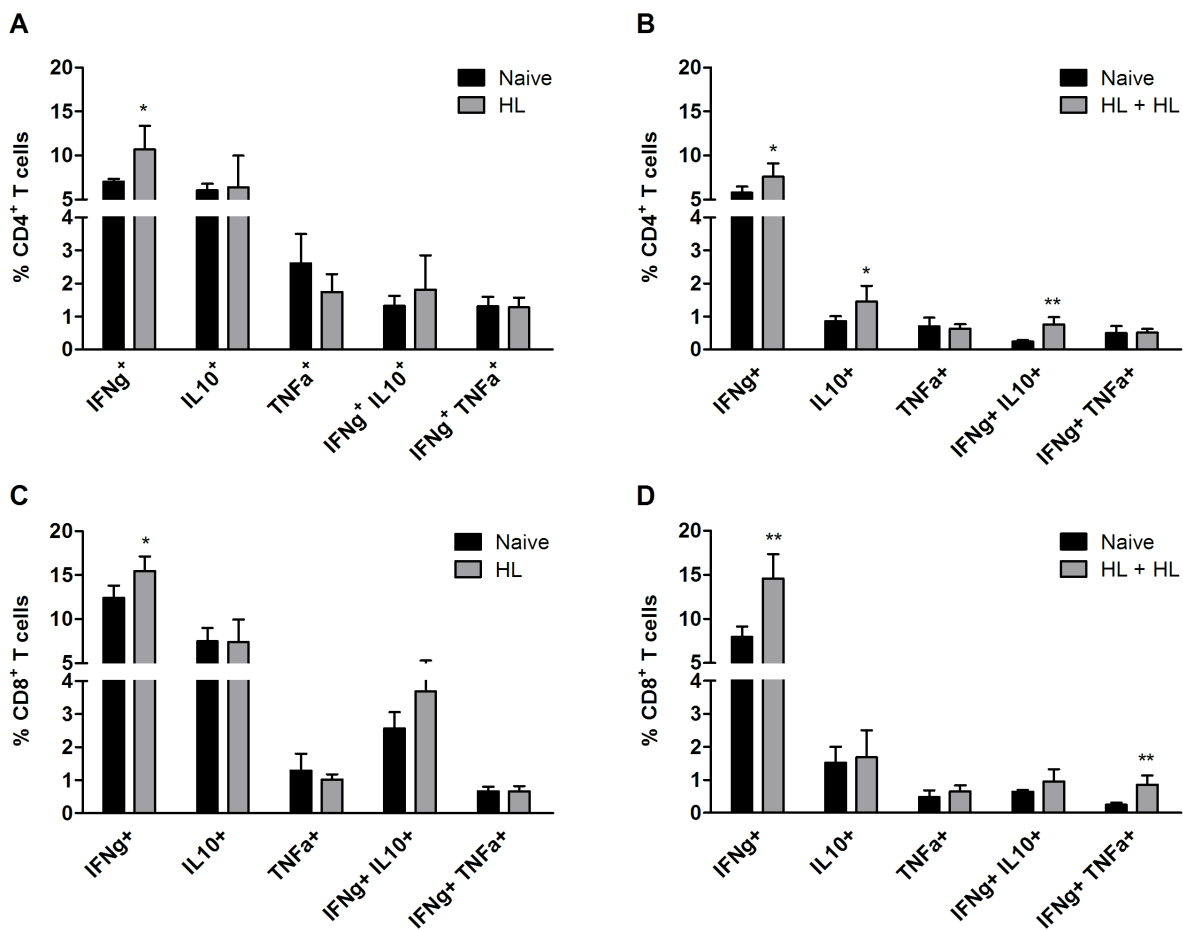 A
% CD4+ T cells
20
15
10
5
4
3
2
1
0
Naive
HL
*
IFNg+
IL10+
TNFa+
IFNg+ IL10+
IFNg+ TNFa+
B
% CD4+ T cells
20
15
10
5
4
3
2
1
0
Naive
HL + HL
*
*
**
IFNg+
IL10+
TNFa+
IFNg+ IL10+
IFNg+ TNFa+
C
% CD8+ T cells
20
15
10
5
4
3
2
1
0
Naive
HL
*
IFNg+
IL10+
TNFa+
IFNg+ IL10+
IFNg+ TNFa+
D
% CD8+ T cells
20
15
10
5
4
3
2
1
0
Naive
HL + HL
**
**
IFNg+
IL10+
TNFa+
IFNg+ IL10+
IFNg+ TNFa+